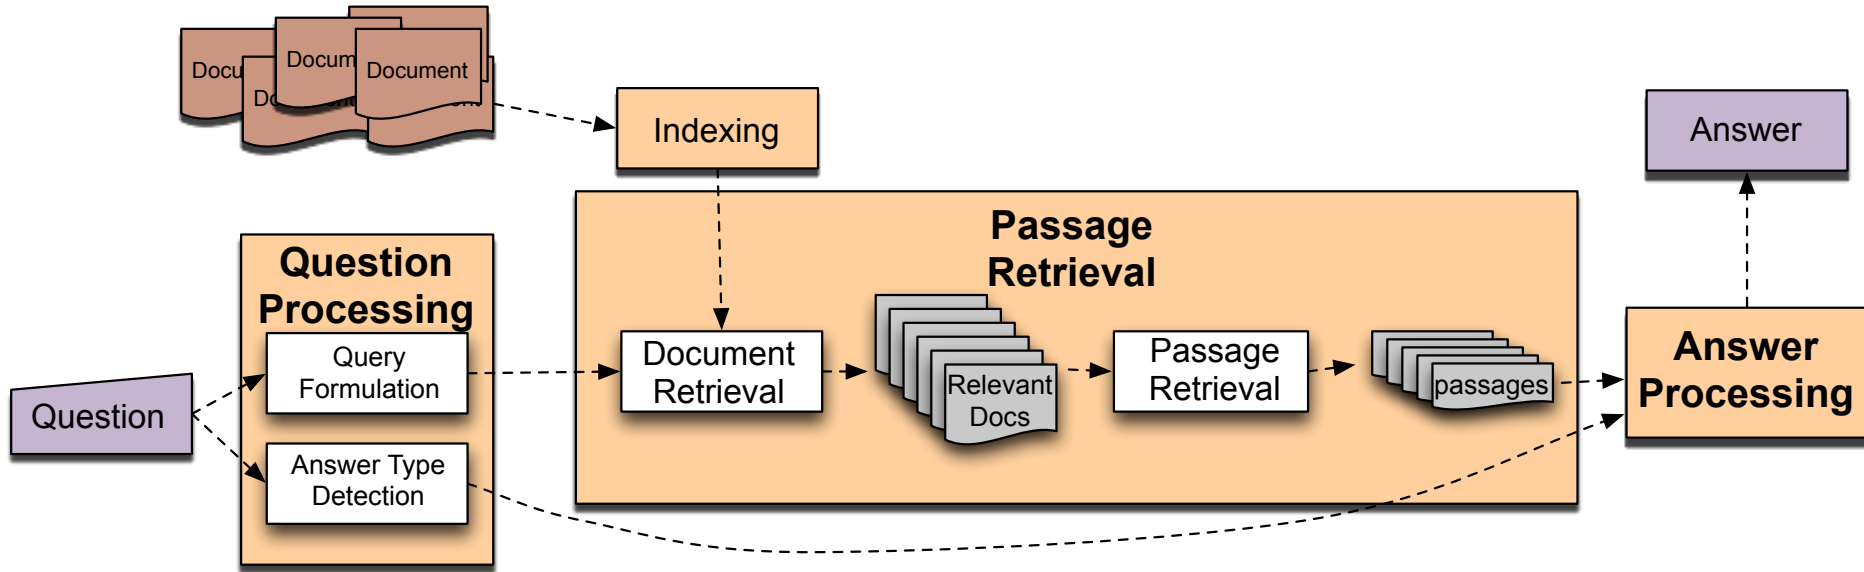 Docu
Docum
Document
Indexing
Answer
Passage
Retrieval
Question
Processing
Query
Formulation
Document
Retrieval
Relevant
Docs
Passage
Retrieval
passages
Answer
Processing
Question
Answer Type
Detection